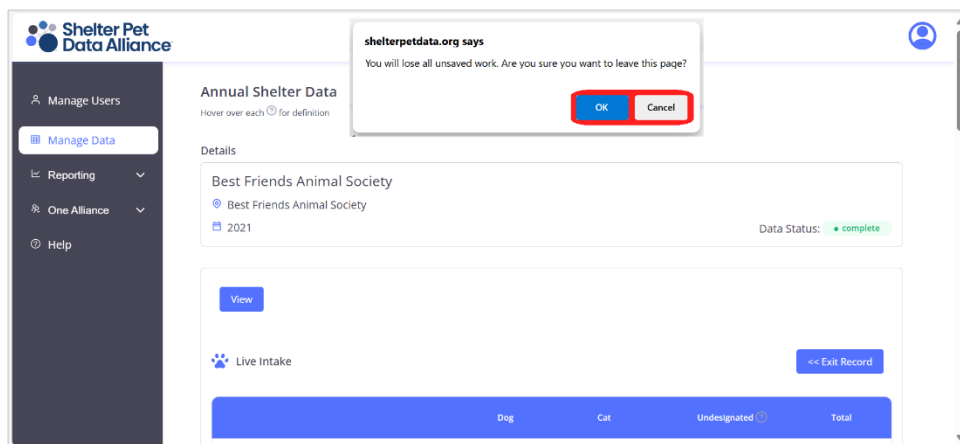 Shelter Pet
Data Alliance
shelterpetdata.org says
You will lose all unsaved work. Are you sure you want to leave this page?
OK
Cancel
Manage Users
Manage Data
Reporting
One Alliance
Help
Annual Shelter Data
Hover over each ? for definition
Details
Best Friends Animal Society
Best Friends Animal Society
2021
Data Status: • complete
View
Live Intake
<< Exit Record
Dog Cat Undesignated ? Total